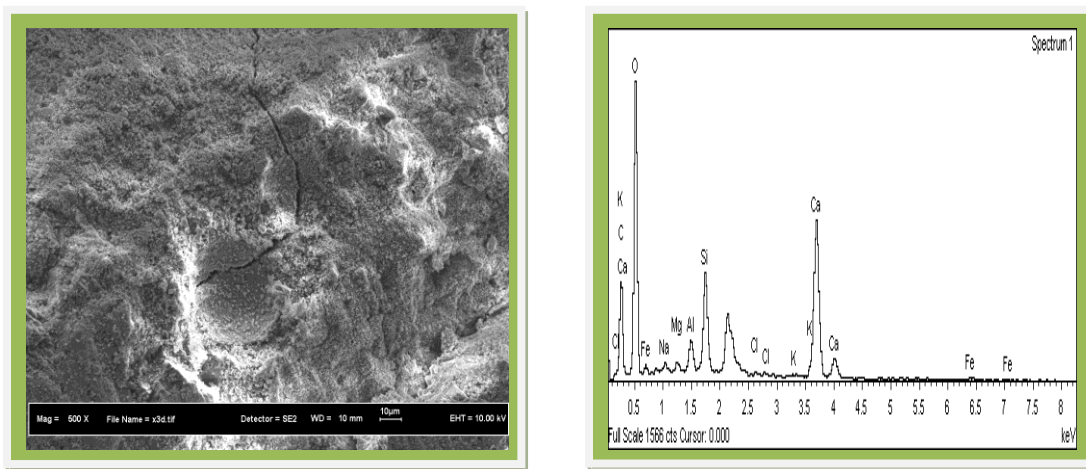 Mag = 500 X File Name = x3d.tif Detector = SE2 WD = 10 mm 10µm EHT = 10.00 kV
Spectrum 1
O
K
C
Ca
Cl
Fe
Na
Mg
Al
Si
Cl
Cl
K
K
Ca
Ca
Fe
Fe
0.5 1 1.5 2 2.5 3 3.5 4 4.5 5 5.5 6 6.5 7 7.5 8
Full Scale 1566 cts Cursor: 0.000
keV